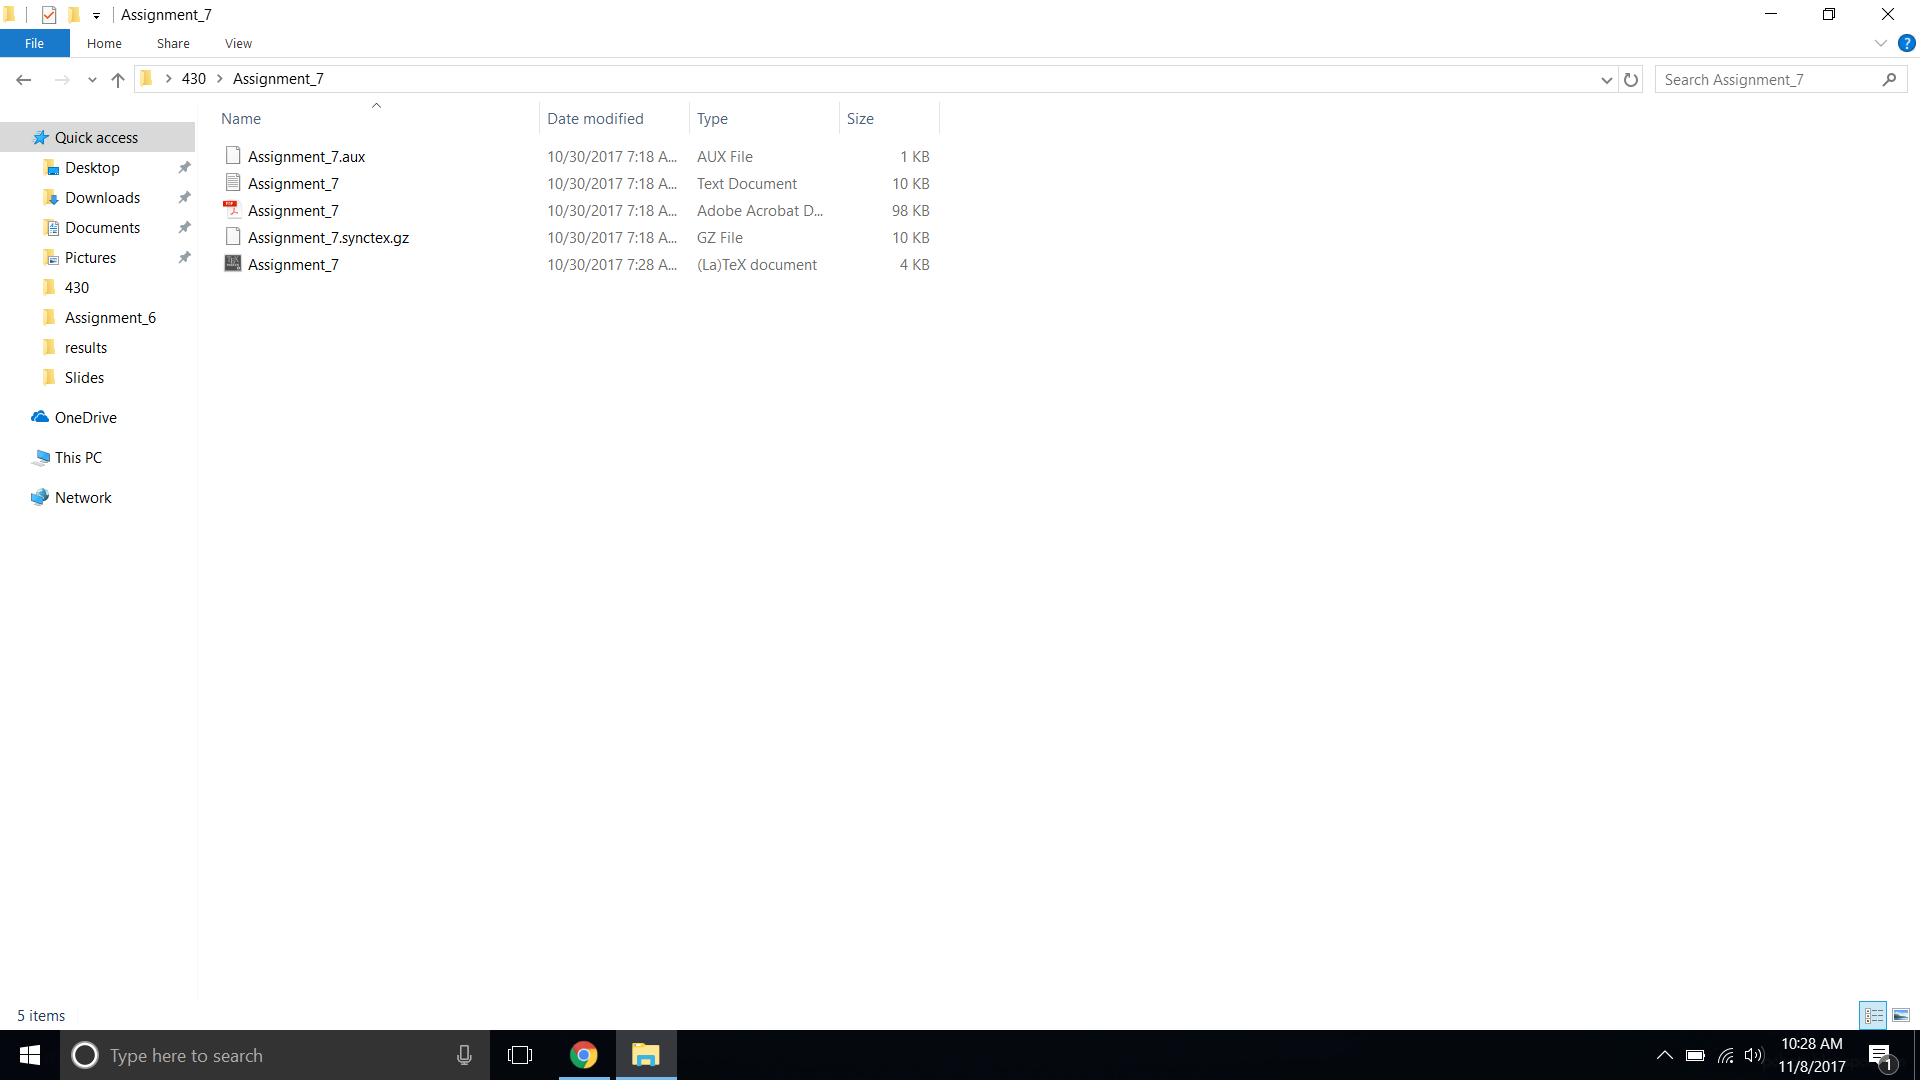 Assignment_7
File Home Share View
430 Assignment_7
Search Assignment_7
Name Date modified Type Size
Assignment_7.aux 10/30/2017 7:18 A... AUX File 1 KB
Assignment_7 10/30/2017 7:18 A... Text Document 10 KB
Assignment_7 10/30/2017 7:18 A... Adobe Acrobat D... 98 KB
Assignment_7.synctex.gz 10/30/2017 7:18 A... GZ File 10 KB
Assignment_7 10/30/2017 7:28 A... (La)TeX document 4 KB
Quick access
Desktop
Downloads
Documents
Pictures
430
Assignment_6
results
Slides
OneDrive
This PC
Network
5 items
Type here to search
10:28 AM
11/8/2017
1